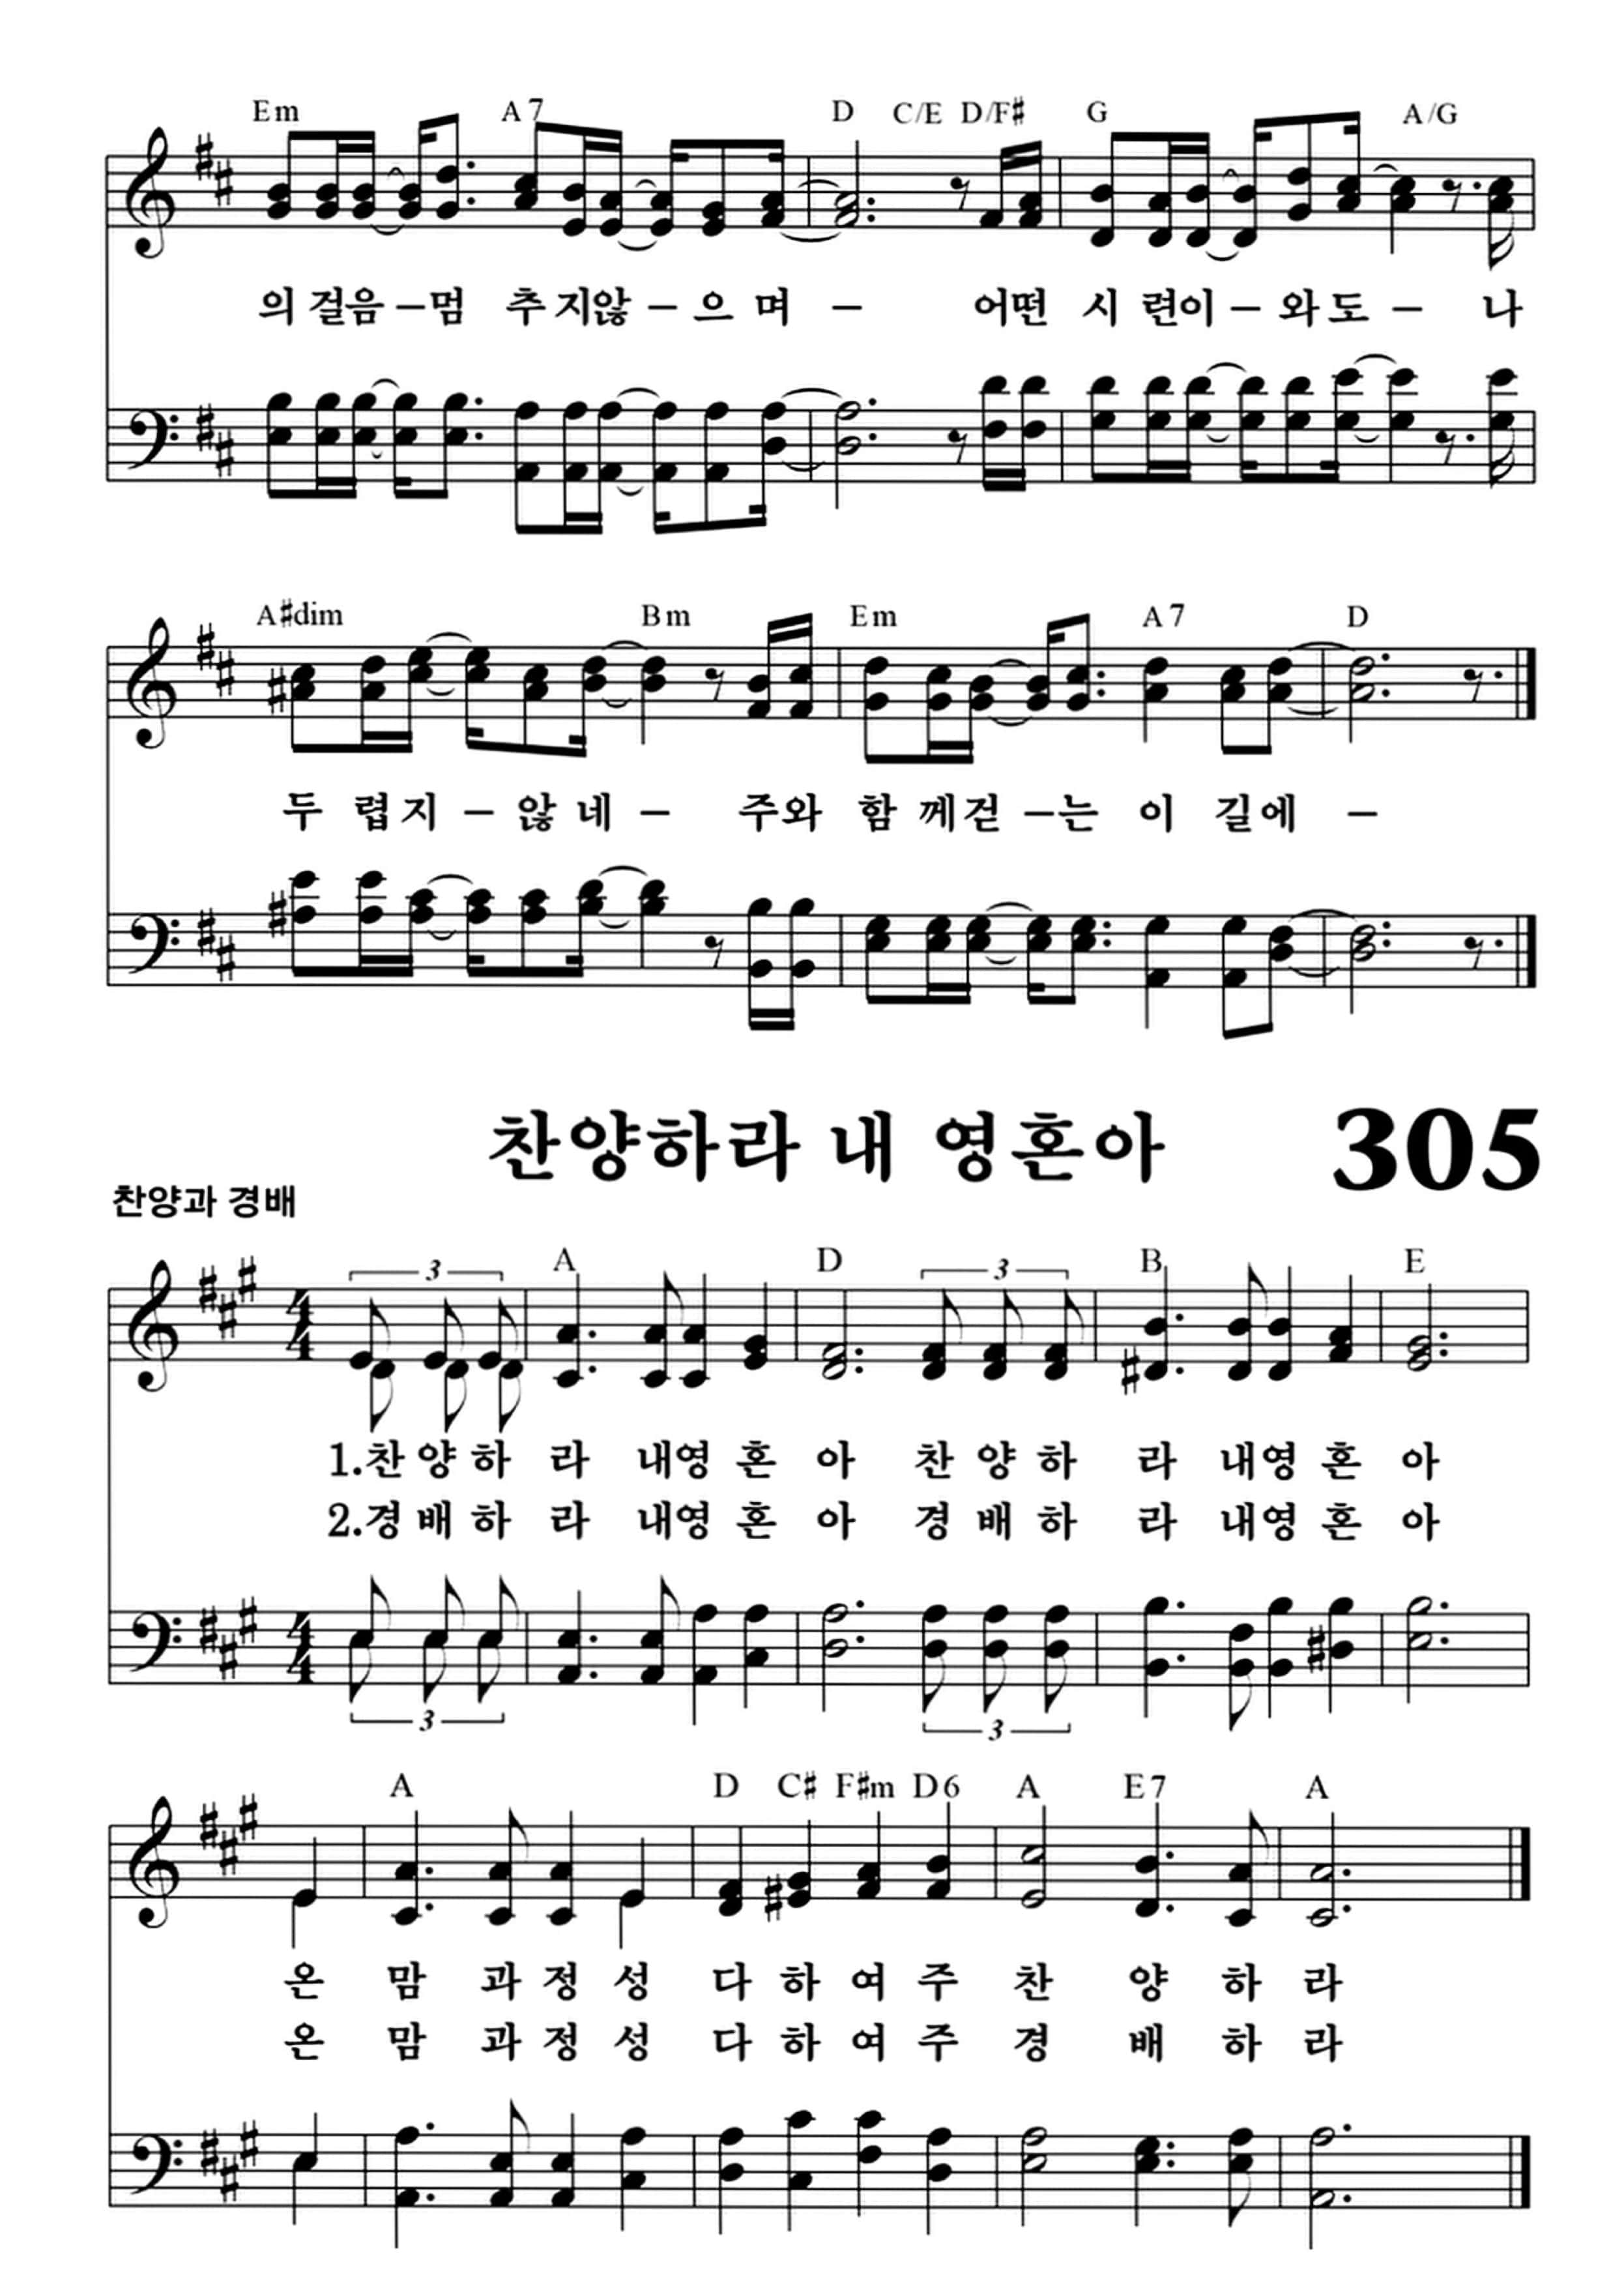 Em A7 D C/E D/F# G A/G
의 걸음–멈 추지않–으며 – 어떤 시 련이–와도– 나
A#dim Bm Em A7 D
두 렵지–않네– 주와 함 께걷–는 이 길에 –
찬양하라 내 영혼아 305
찬양과 경배
3 A D 3 B E
4/4
1.찬 양 하 라 내영 혼 아 찬 양 하 라 내영 혼 아
2.경 배 하 라 내영 혼 아 경 배 하 라 내영 혼 아
4/4
3 3
A D C# F#m D6 A E7 A
온 맘 과 정 성 다 하 여 주 찬 양 하 라
온 맘 과 정 성 다 하 여 주 경 배 하 라